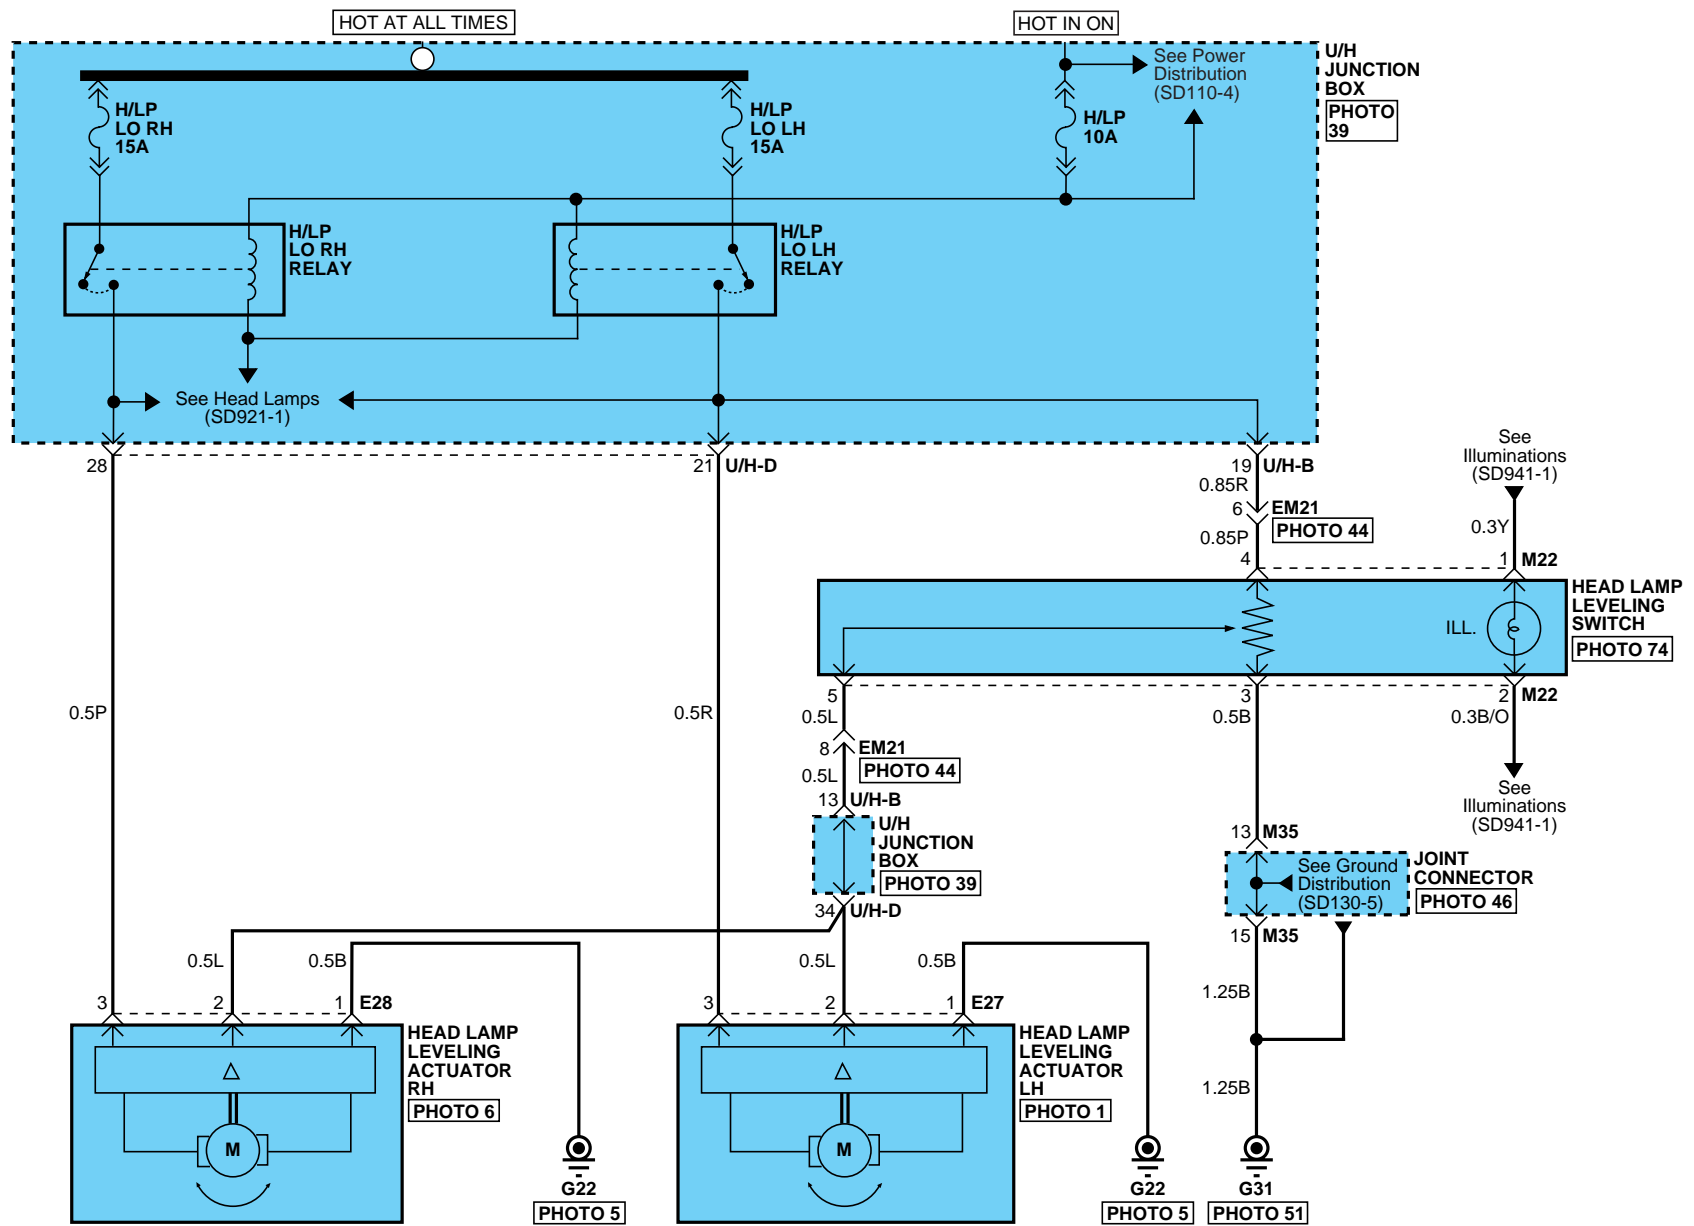 HOT AT ALL TIMES
HOT IN ON
See Power
Distribution
(SD110-4)
U/H
JUNCTION
BOX
PHOTO
39
H/LP
LO RH
15A
H/LP
LO LH
15A
H/LP
10A
H/LP
LO RH
RELAY
H/LP
LO LH
RELAY
See Head Lamps
(SD921-1)
28
21 U/H-D
19 U/H-B
0.85R
6 EM21
PHOTO 44
0.85P
4
See
Illuminations
(SD941-1)
0.3Y
1 M22
HEAD LAMP
LEVELING
SWITCH
PHOTO 74
ILL.
5
0.5L
3
0.5B
2 M22
0.3B/O
0.5P
0.5R
8 EM21
PHOTO 44
0.5L
13 U/H-B
U/H
JUNCTION
BOX
PHOTO 39
34 U/H-D
See
Illuminations
(SD941-1)
13 M35
See Ground
Distribution
(SD130-5)
JOINT
CONNECTOR
PHOTO 46
15 M35
0.5L
0.5B
0.5L
0.5B
1.25B
3
2
1 E28
3
2
1 E27
HEAD LAMP
LEVELING
ACTUATOR
RH
PHOTO 6
M
HEAD LAMP
LEVELING
ACTUATOR
LH
PHOTO 1
M
1.25B
G22
PHOTO 5
G22
PHOTO 5
G31
PHOTO 51